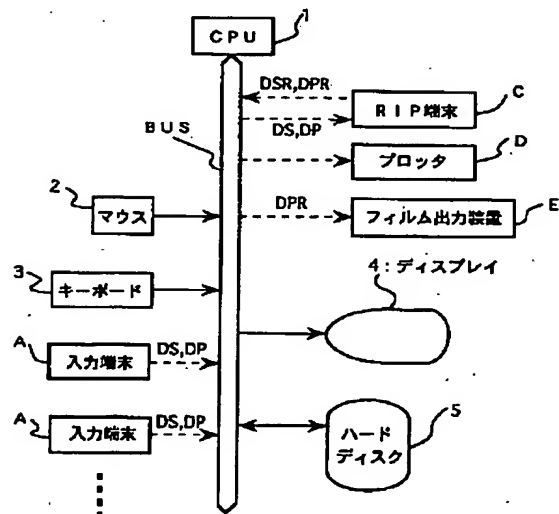 1
CPU
DSR,DPR
C
RIP端末
DS,DP
BUS
D
プロッタ
2
マウス
DPR
E
フィルム出力装置
3
キーボード
4：ディスプレイ
A
入力端末
DS,DP
5
ハード
ディスク
A
入力端末
DS,DP